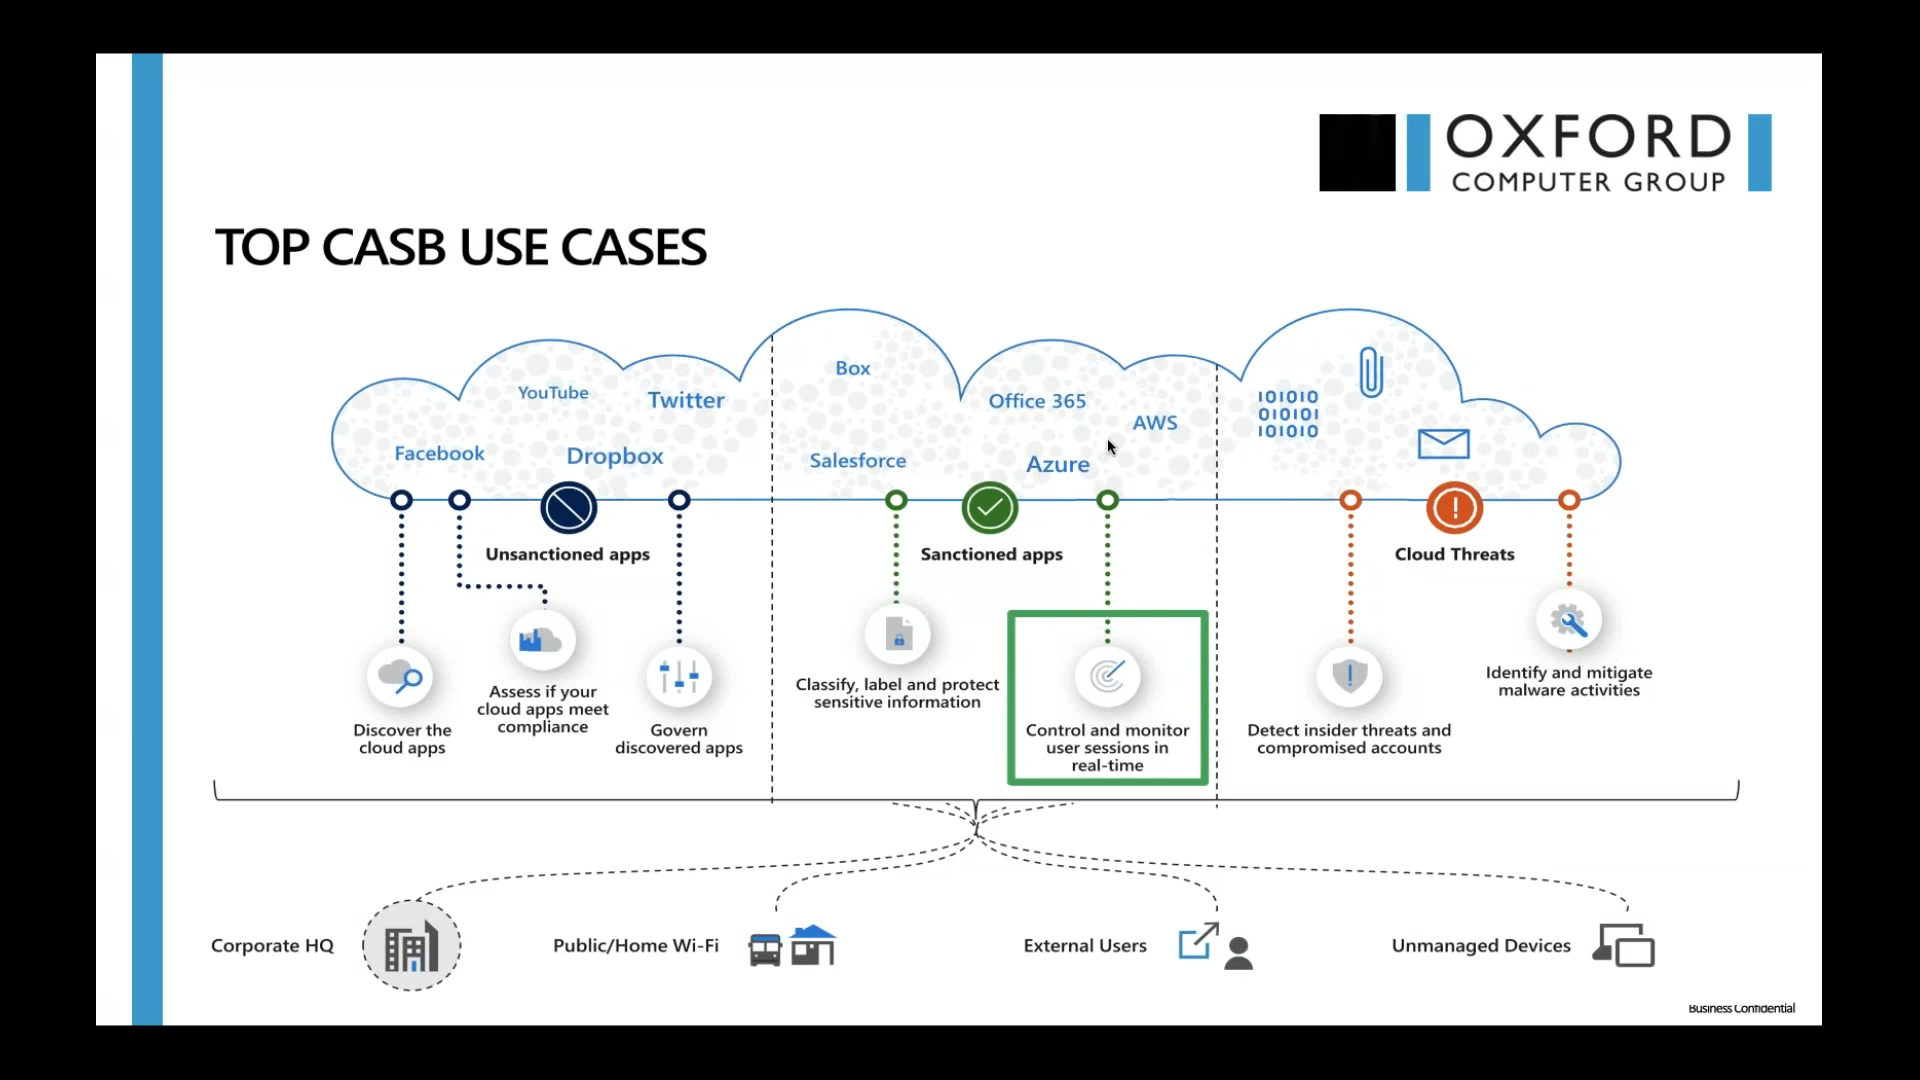 OXFORD
COMPUTER GROUP
TOP CASB USE CASES
Box
YouTube
Twitter
Office 365
AWS
101010
010101
101010
Facebook
Dropbox
Salesforce
Azure
Unsanctioned apps
Sanctioned apps
Cloud Threats
Discover the
cloud apps
Assess if your
cloud apps meet
compliance
Govern
discovered apps
Classify, label and protect
sensitive information
Control and monitor
user sessions in
real-time
Detect insider threats and
compromised accounts
Identify and mitigate
malware activities
Corporate HQ
Public/Home Wi-Fi
External Users
Unmanaged Devices
Business Confidential